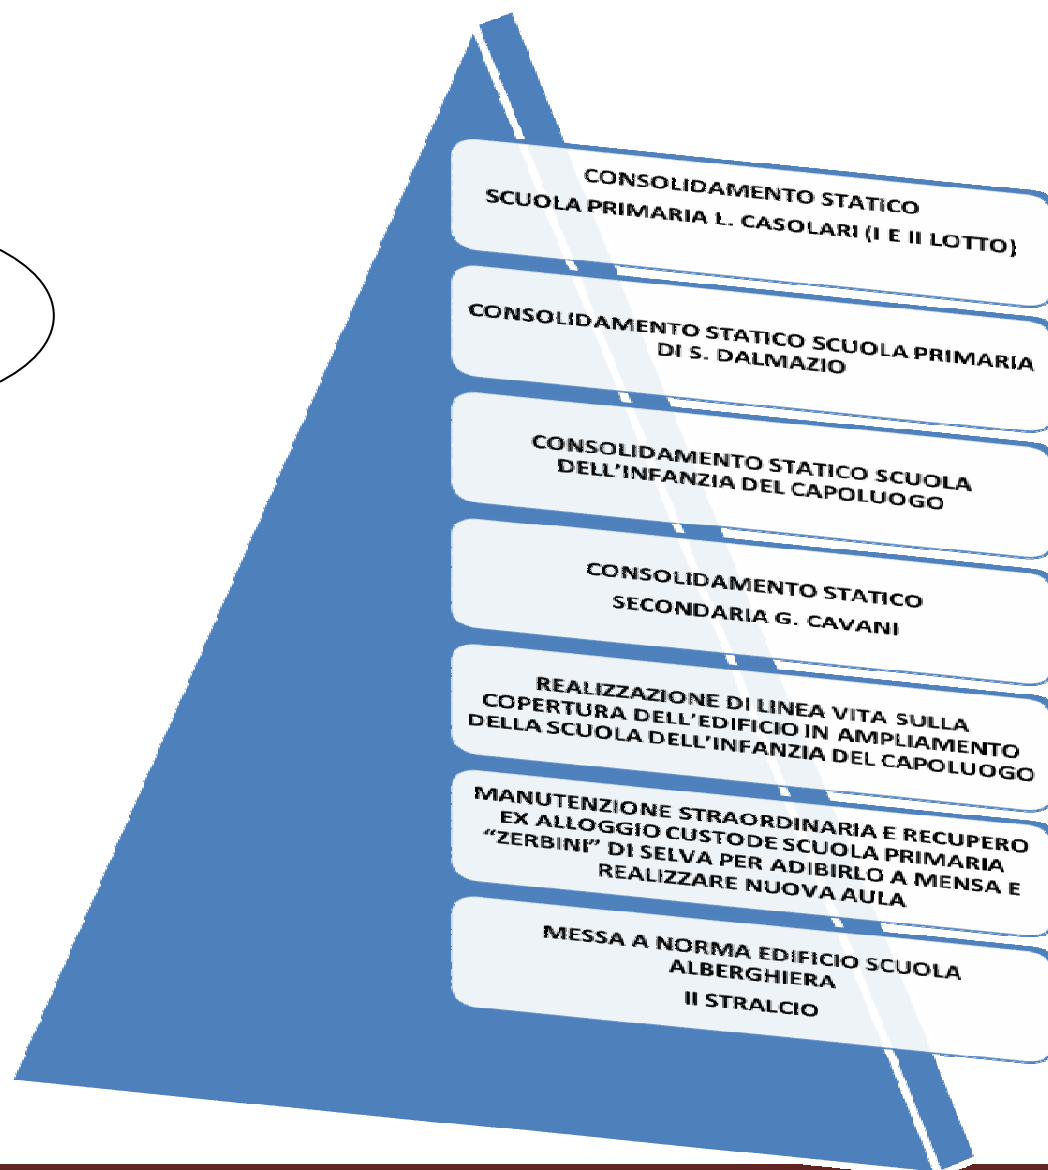 CONSOLIDAMENTO STATICO
SCUOLA PRIMARIA L. CASOLARI (I E II LOTTO)
CONSOLIDAMENTO STATICO SCUOLA PRIMARIA
DI S. DALMAZIO
CONSOLIDAMENTO STATICO SCUOLA
DELL'INFANZIA DEL CAPOLUOGO
CONSOLIDAMENTO STATICO
SECONDARIA G. CAVANI
REALIZZAZIONE DI LINEA VITA SULLA
COPERTURA DELL'EDIFICIO IN AMPLIAMENTO
DELLA SCUOLA DELL'INFANZIA DEL CAPOLUOGO
MANUTENZIONE STRAORDINARIA E RECUPERO
EX ALLOGGIO CUSTODE SCUOLA PRIMARIA
"ZERBINI" DI SELVA PER ADIBIRLO A MENSA E
REALIZZARE NUOVA AULA
MESSA A NORMA EDIFICIO SCUOLA
ALBERGHIERA
II STRALCIO